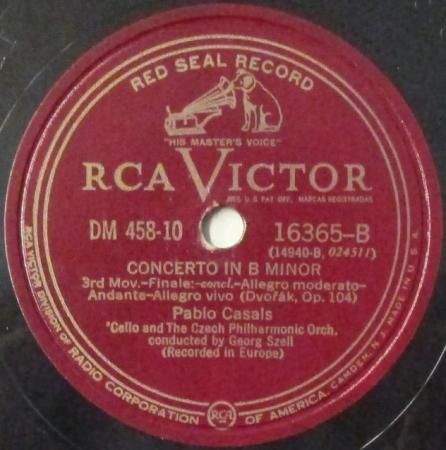 RED SEAL RECORD
"HIS MASTER'S VOICE"
RCA VICTOR
REG. U.S. PAT. OFF. MARCAS REGISTRADAS
DM 458-10
16365-B
(14940-B, 024511)
CONCERTO IN B MINOR
3rd Mov.-Finale:-concl.-Allegro moderato-
Andante-Allegro vivo (Dvořák, Op. 104)
Pablo Casals
'Cello and The Czech Philharmonic Orch.
conducted by Georg Szell
(Recorded in Europe)
RCA VICTOR DIVISION OF RADIO CORPORATION OF AMERICA, CAMDEN, N.J. MADE IN U.S.A.
RCA